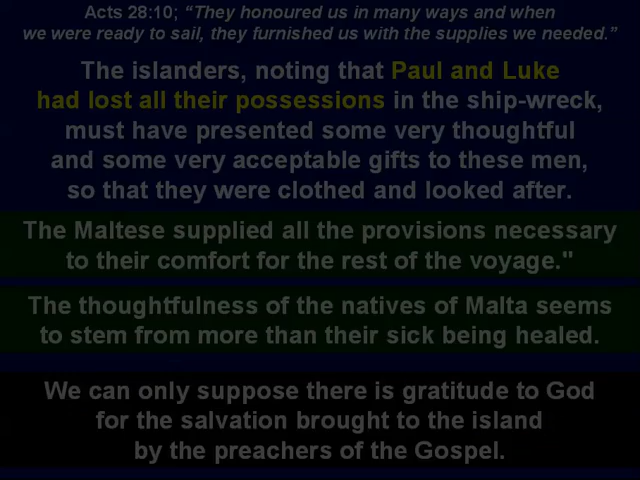 Acts 28:10; “They honoured us in many ways and when
we were ready to sail, they furnished us with the supplies we needed.”
The islanders, noting that Paul and Luke
had lost all their possessions in the ship-wreck,
must have presented some very thoughtful
and some very acceptable gifts to these men,
so that they were clothed and looked after.
The Maltese supplied all the provisions necessary
to their comfort for the rest of the voyage."
The thoughtfulness of the natives of Malta seems
to stem from more than their sick being healed.
We can only suppose there is gratitude to God
for the salvation brought to the island
by the preachers of the Gospel.